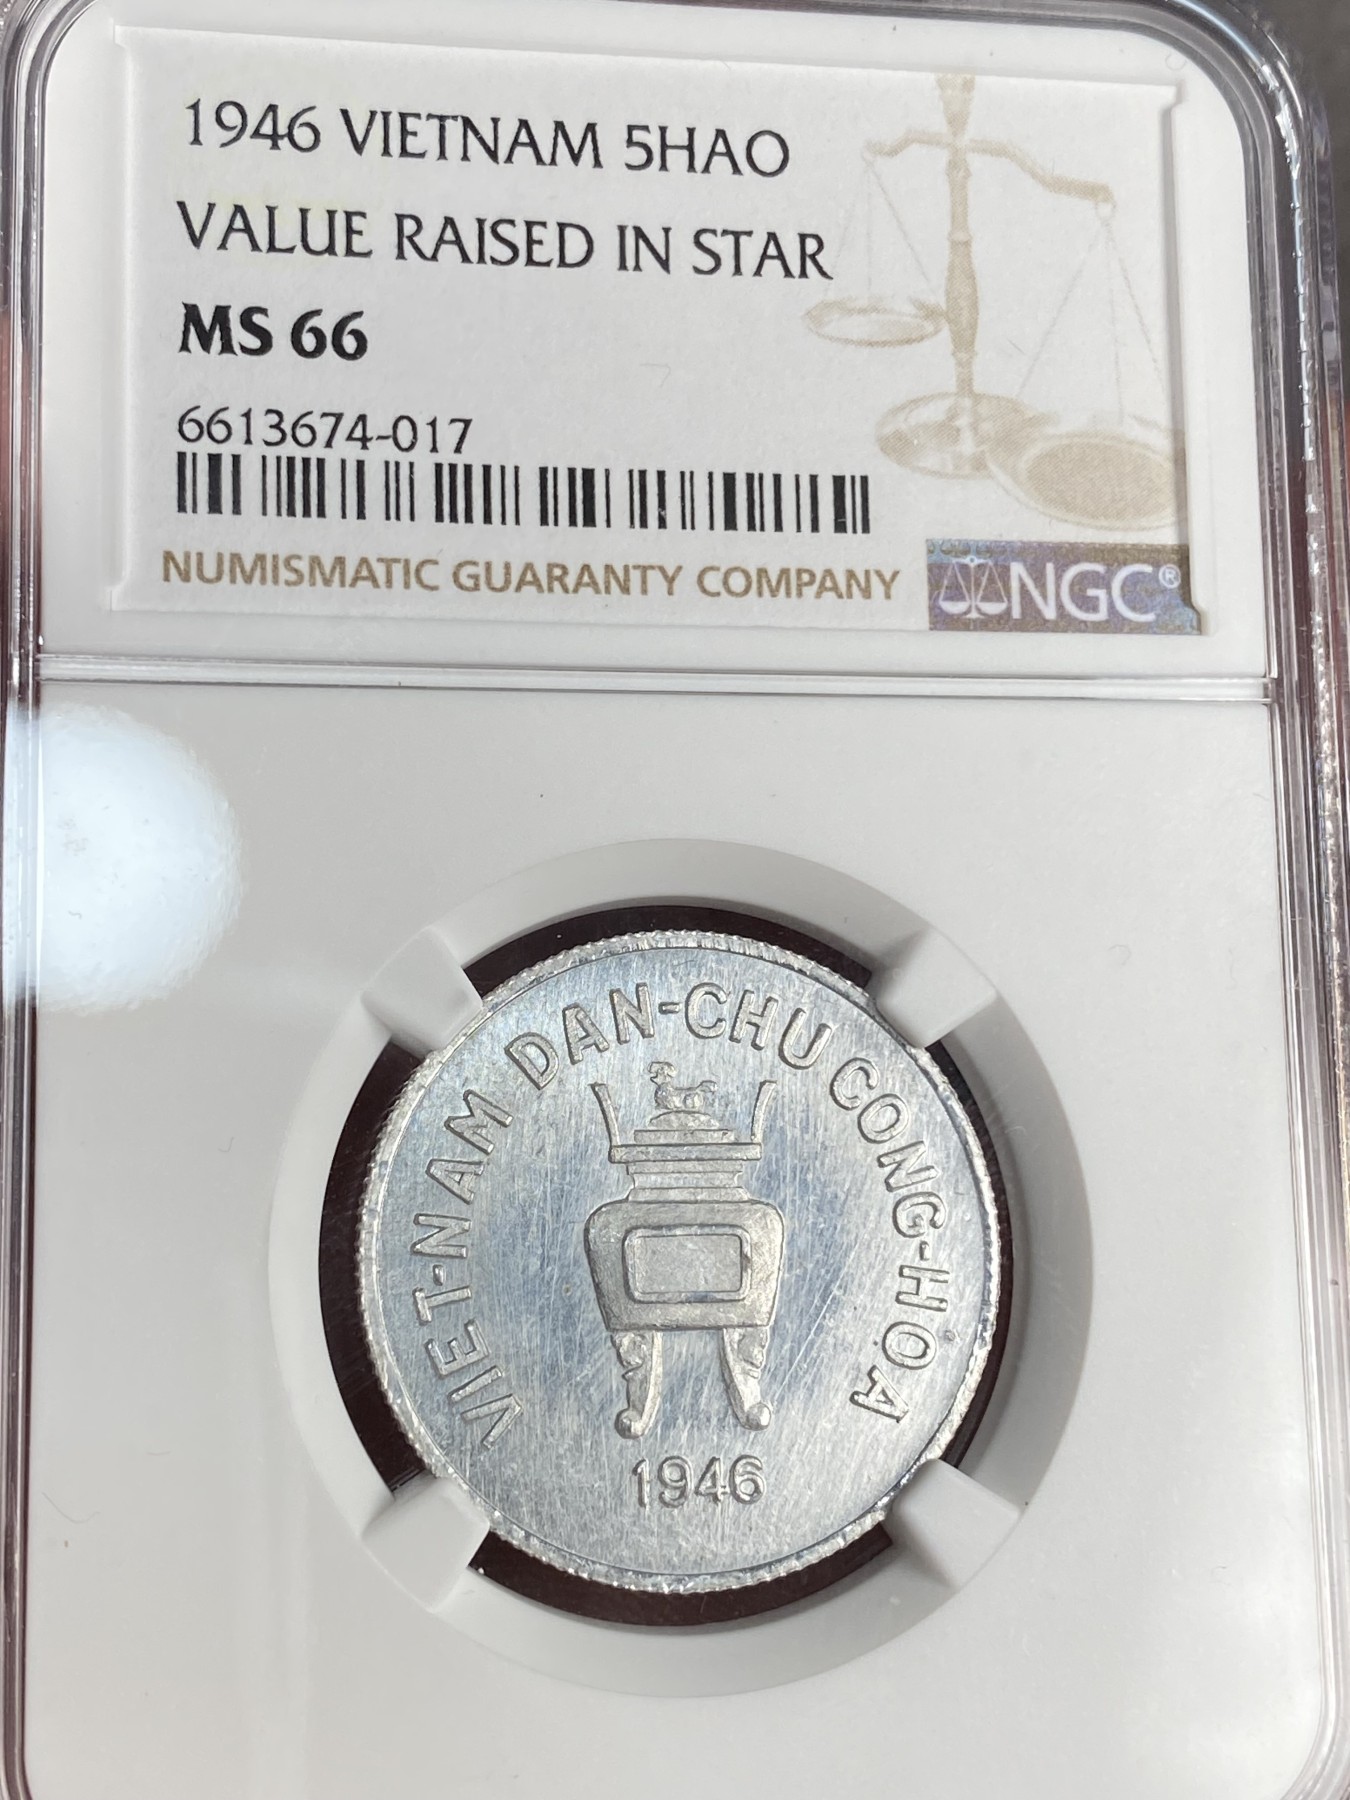 1946 VIETNAM 5HAO
VALUE RAISED IN STAR
MS 66
6613674-017
NUMISMATIC GUARANTY COMPANY
NGC®
VIET-NAM DAN-CHU CONG-HOA
1946